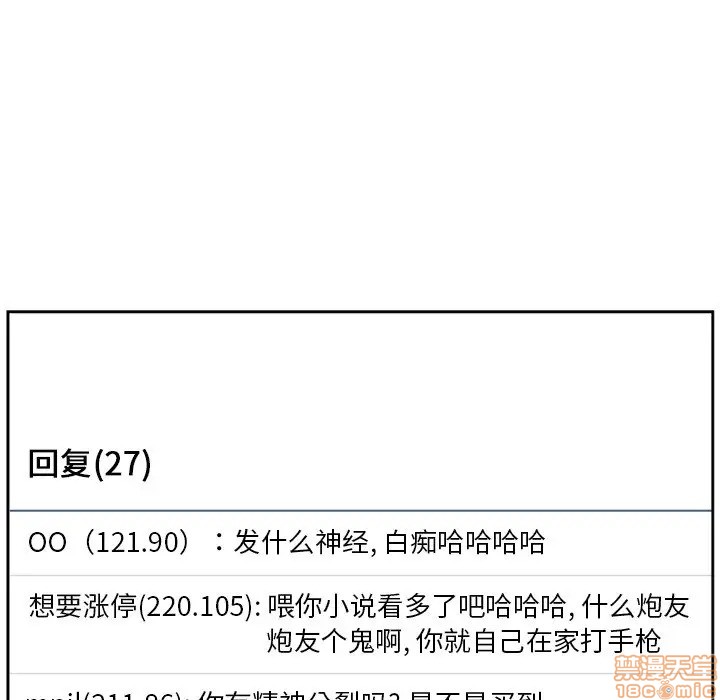 回复(27)
OO（121.90）：发什么神经, 白痴哈哈哈哈
想要涨停(220.105): 喂你小说看多了吧哈哈哈, 什么炮友
炮友个鬼啊, 你就自己在家打手枪
禁漫天堂
18comic
mnil(211.86): 你有精神分裂吗? 是不是买到